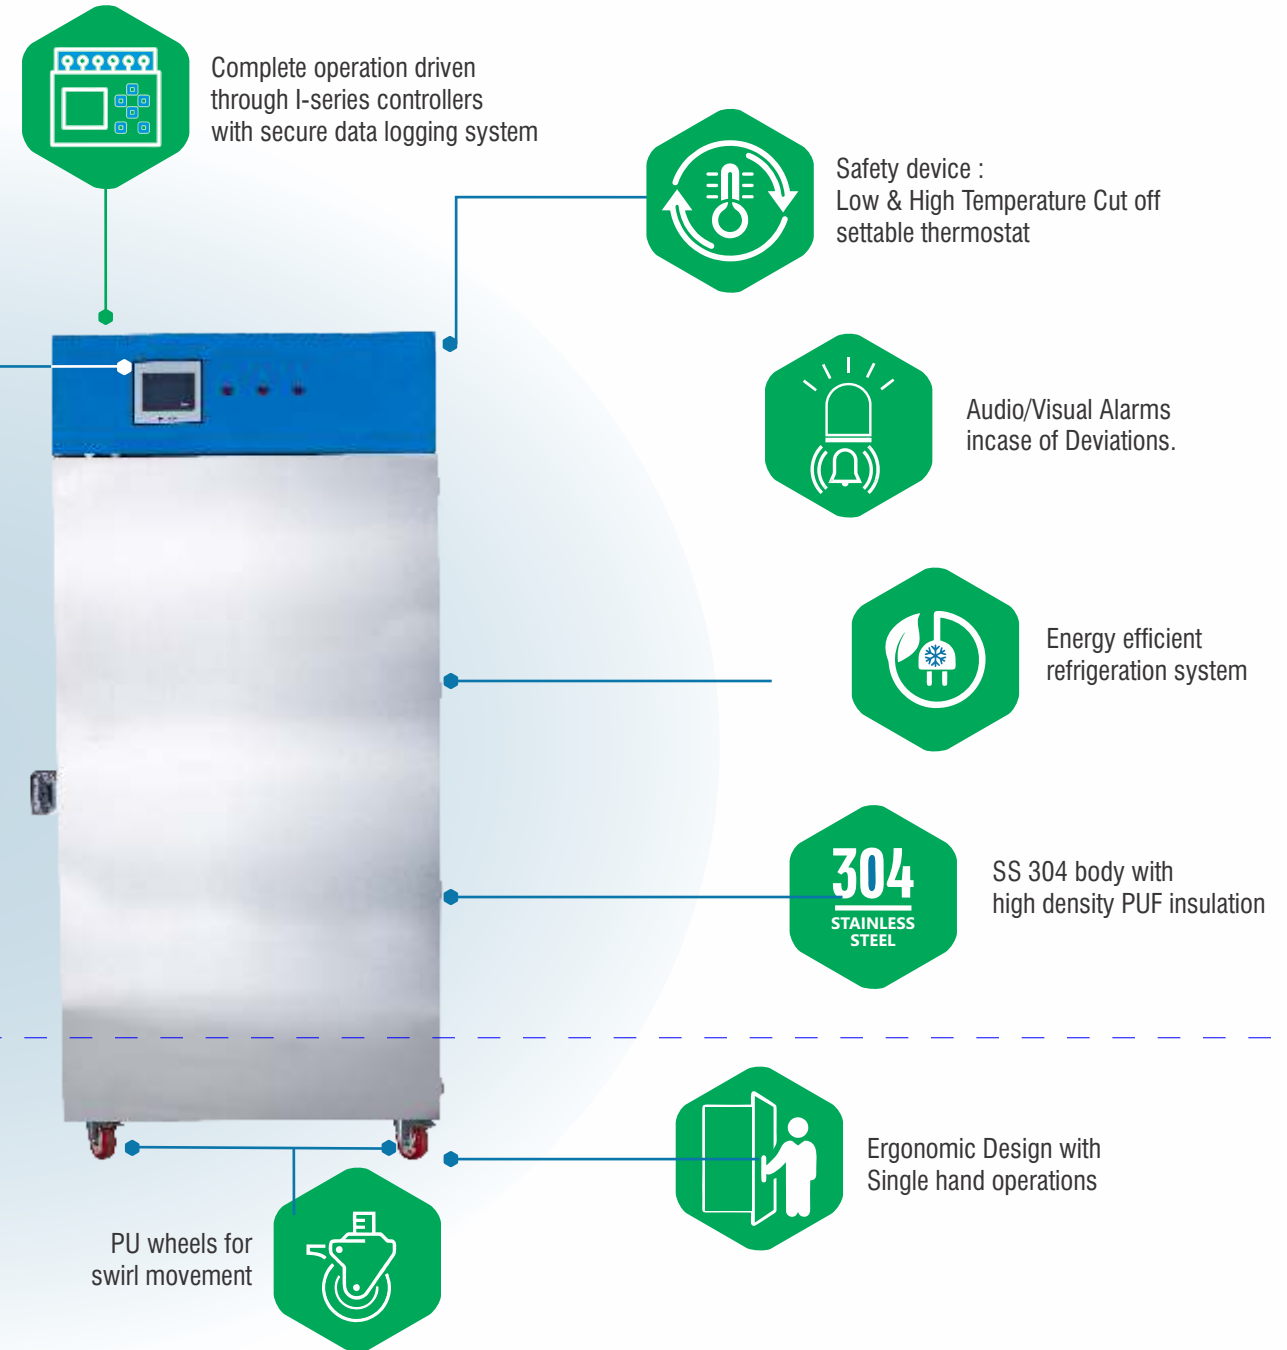 Complete operation driven
through I-series controllers
with secure data logging system
Safety device :
Low & High Temperature Cut off
settable thermostat
Audio/Visual Alarms
incase of Deviations.
Energy efficient
refrigeration system
304
STAINLESS
STEEL
SS 304 body with
high density PUF insulation
Ergonomic Design with
Single hand operations
PU wheels for
swirl movement